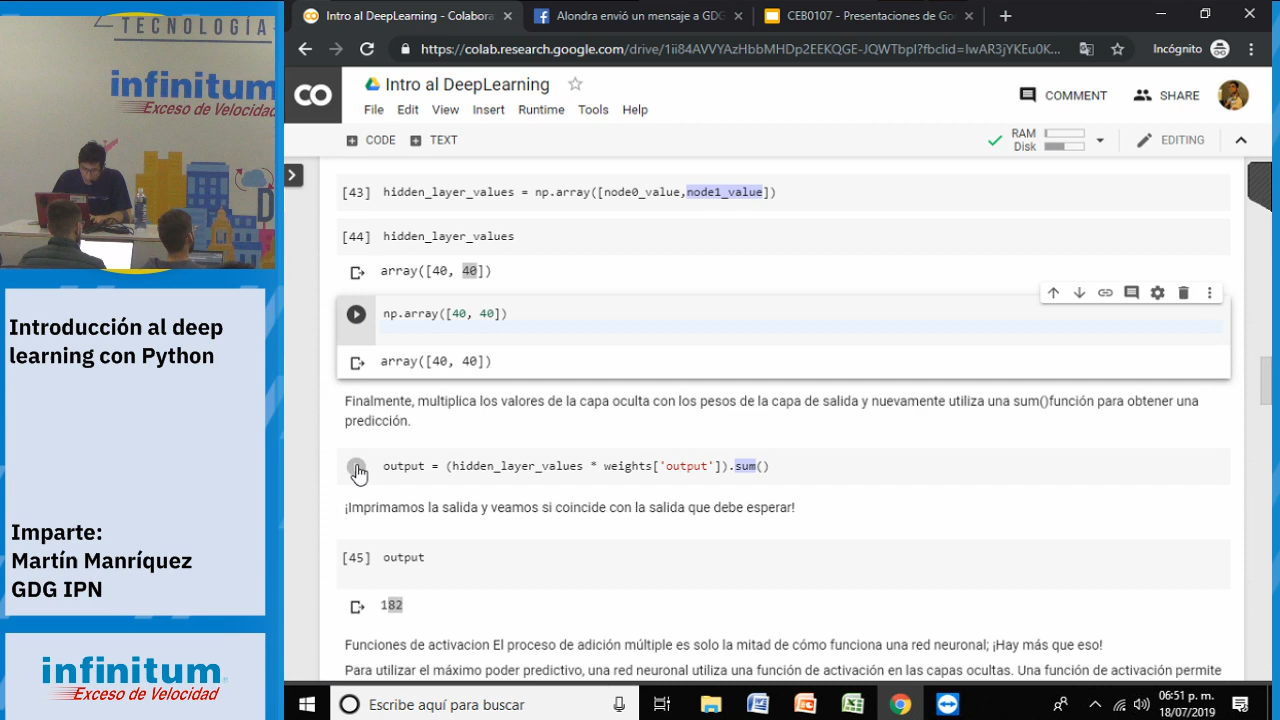 TECNOLOGÍA
infinitum
Exceso de Velocidad
D
Introducción al deep
learning con Python
Imparte:
Martín Manríquez
GDG IPN
infinitum
Exceso de Velocidad
Intro al DeepLearning - Colabora
Alondra envió un mensaje a GDG
CEB0107 - Presentaciones de Go
https://colab.research.google.com/drive/1ii84AVVYAzHbbMHDp2EEKQGE-JQWTbpI?fbclid=IwAR3jYKEu0K...
Incógnito
CO
Intro al DeepLearning
File Edit View Insert Runtime Tools Help
COMMENT
SHARE
CODE TEXT
RAM
Disk
EDITING
[43] hidden_layer_values = np.array([node0_value,node1_value])
[44] hidden_layer_values
array([40, 40])
np.array([40, 40])
array([40, 40])
Finalmente, multiplica los valores de la capa oculta con los pesos de la capa de salida y nuevamente utiliza una sum()función para obtener una
predicción.
output = (hidden_layer_values * weights['output']).sum()
¡Imprimamos la salida y veamos si coincide con la salida que debe esperar!
[45] output
182
Funciones de activacion El proceso de adición múltiple es solo la mitad de cómo funciona una red neuronal; ¡Hay más que eso!
Para utilizar el máximo poder predictivo, una red neuronal utiliza una función de activación en las capas ocultas. Una función de activación permite
Escribe aquí para buscar
06:51 p. m.
18/07/2019